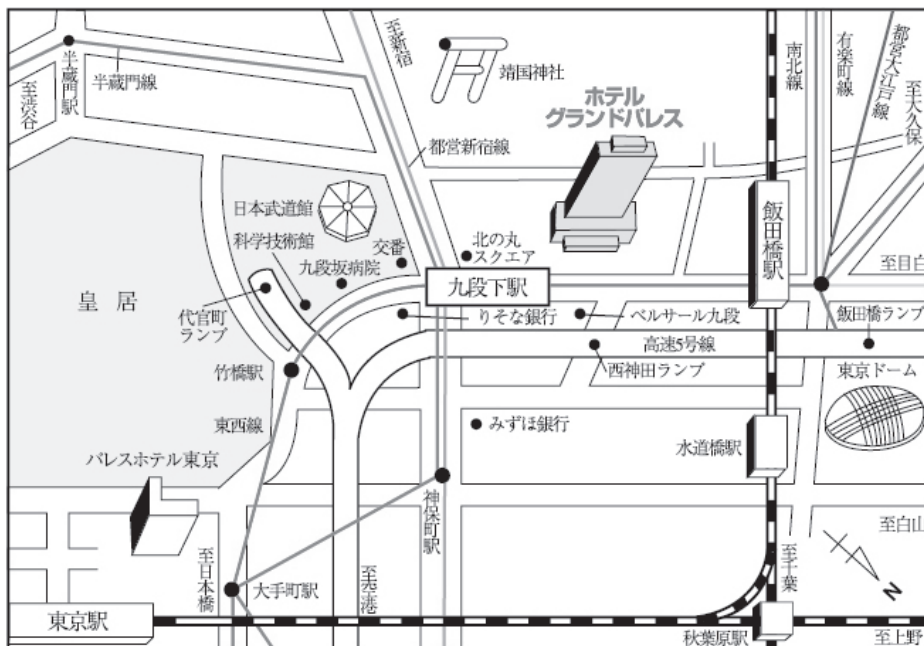 至新宿
南北線
有楽町線
都営大江戸線
至大久保
半蔵門駅
半蔵門線
至渋谷
靖国神社
ホテル
グランドパレス
都営新宿線
日本武道館
科学技術館
交番
九段坂病院
北の丸
スクエア
飯田橋駅
至目白
皇居
九段下駅
代官町
ランプ
りそな銀行
ベルサール九段
飯田橋ランプ
高速5号線
西神田ランプ
竹橋駅
東京ドーム
東西線
みずほ銀行
水道橋駅
パレスホテル東京
神保町駅
至白山
至日本橋
至空港
至千葉
N
大手町駅
東京駅
秋葉原駅
至上野